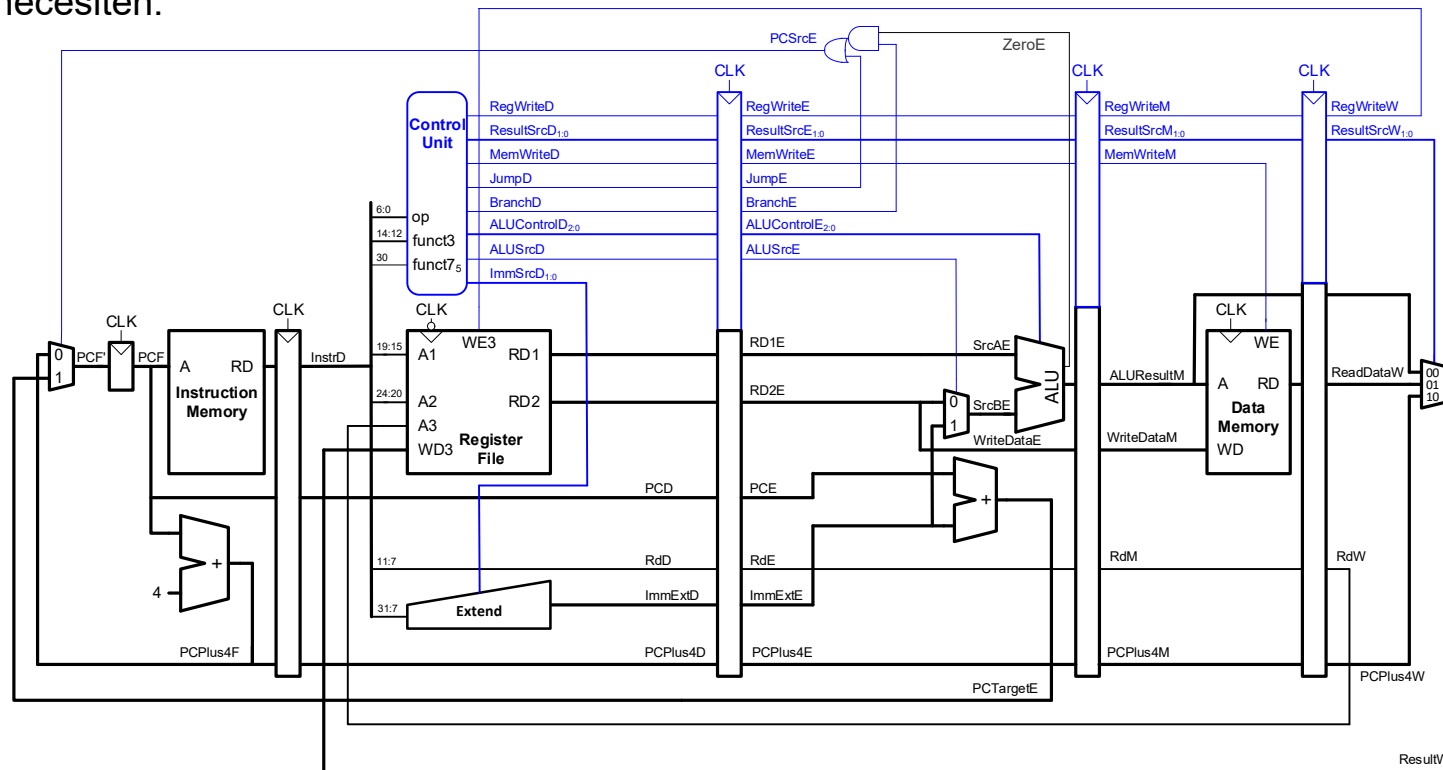 necesiten.
PCSrcE
ZeroE
CLK
CLK
CLK
Control
Unit
RegWriteD
RegWriteE
RegWriteM
RegWriteW
ResultSrcD1:0
ResultSrcE1:0
ResultSrcM1:0
ResultSrcW1:0
MemWriteD
MemWriteE
MemWriteM
JumpD
JumpE
BranchD
BranchE
6:0
op
14:12
funct3
30
funct75
ALUControlD2:0
ALUControlE2:0
ALUSrcD
ALUSrcE
ImmSrcD1:0
CLK
CLK
CLK
CLK
0
1
PCF'
PCF
A
RD
Instruction
Memory
InstrD
19:15
A1
WE3
RD1
RD1E
SrcAE
24:20
A2
RD2
RD2E
A3
WD3
Register
File
0
1
SrcBE
WriteDataE
ALU
ALUResultM
WriteDataM
WE
A
RD
Data
Memory
WD
ReadDataW
00
01
10
PCD
PCE
+
+
4
11:7
RdD
RdE
RdM
RdW
31:7
Extend
ImmExtD
ImmExtE
PCPlus4F
PCPlus4D
PCPlus4E
PCPlus4M
PCPlus4W
PCTargetE